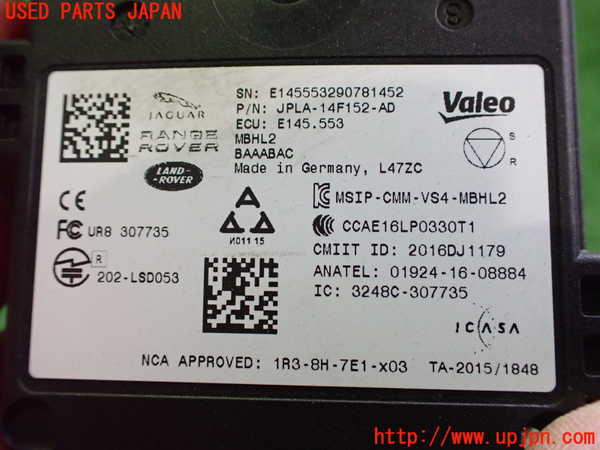 USED PARTS JAPAN
SN: E145553290781452
P/N: JPLA-14F152-AD
ECU: E145.553
MBHL2
BAAABAC
Made in Germany, L47ZC
JAGUAR
RANGE
ROVER
LAND-
ROVER
Valeo
S
R
CE
FC UR8 307735
R
202-LSD053
A
И011 15
MSIP-CMM-VS4-MBHL2
CCAE16LP0330T1
CMIIT ID: 2016DJ1179
ANATEL: 01924-16-08884
IC: 3248C-307735
ICASA
NCA APPROVED: 1R3-8H-7E1-x03
TA-2015/1848
http://www.upjpn.com/